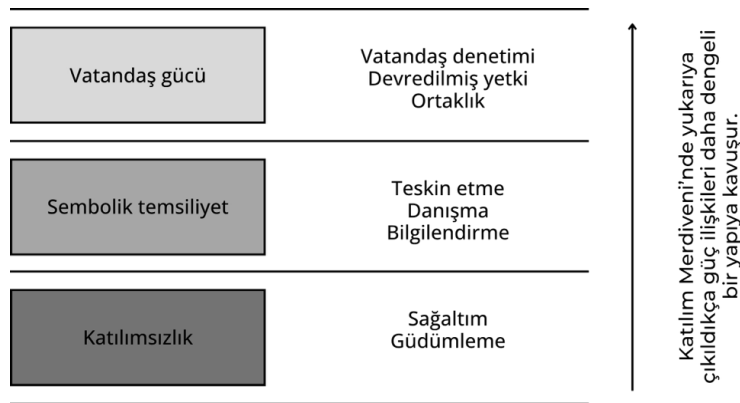 Vatandaş gücü
Vatandaş denetimi
Devredilmiş yetki
Ortaklık
Sembolik temsiliyet
Teskin etme
Danışma
Bilgilendirme
Katılımsızlık
Sağaltım
Güdümleme
Katılım Merdiveni'nde yukarıya
çıkıldıkça güç ilişkileri daha dengeli
bir yapıya kavuşur.